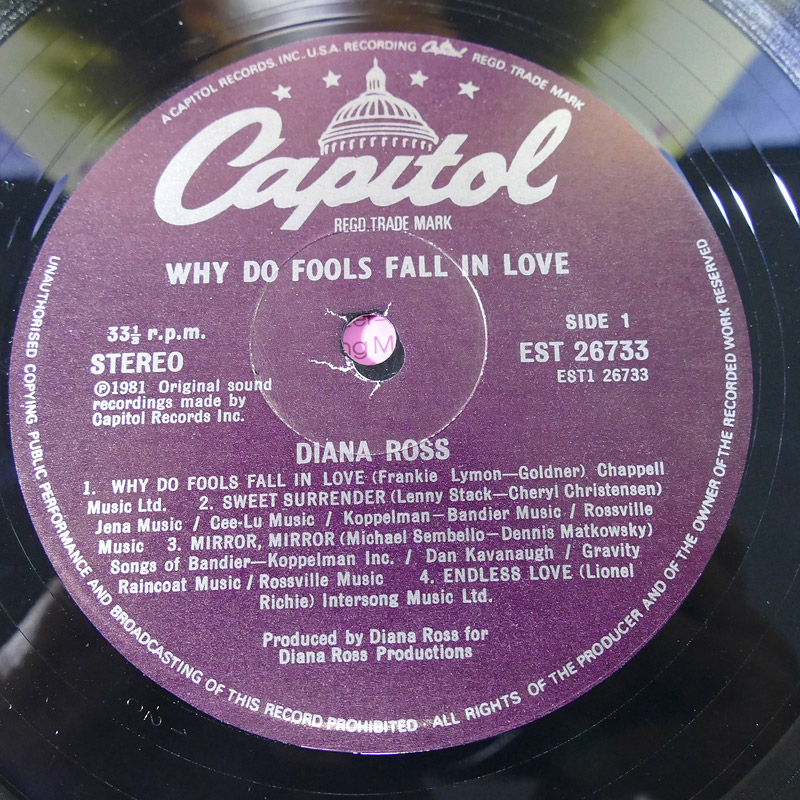 A CAPITOL RECORDS, INC., U.S.A. RECORDING Capitol REGD. TRADE MARK
Capitol
REGD. TRADE MARK
WHY DO FOOLS FALL IN LOVE
33⅓ r.p.m.
STEREO
℗1981 Original sound
recordings made by
Capitol Records Inc.
SIDE 1
EST 26733
EST1 26733
DIANA ROSS
1. WHY DO FOOLS FALL IN LOVE (Frankie Lymon—Goldner) Chappell
Music Ltd. 2. SWEET SURRENDER (Lenny Stack—Cheryl Christensen)
Jena Music / Cee-Lu Music / Koppelman—Bandier Music / Rossville
Music 3. MIRROR, MIRROR (Michael Sembello—Dennis Matkowsky)
Songs of Bandier—Koppelman Inc. / Dan Kavanaugh / Gravity
Raincoat Music / Rossville Music 4. ENDLESS LOVE (Lionel
Richie) Intersong Music Ltd.
Produced by Diana Ross for
Diana Ross Productions
UNAUTHORISED COPYING PUBLIC PERFORMANCE AND BROADCASTING OF THIS RECORD PROHIBITED ALL RIGHTS OF THE PRODUCER AND OF THE OWNER OF THE RECORDED WORK RESERVED